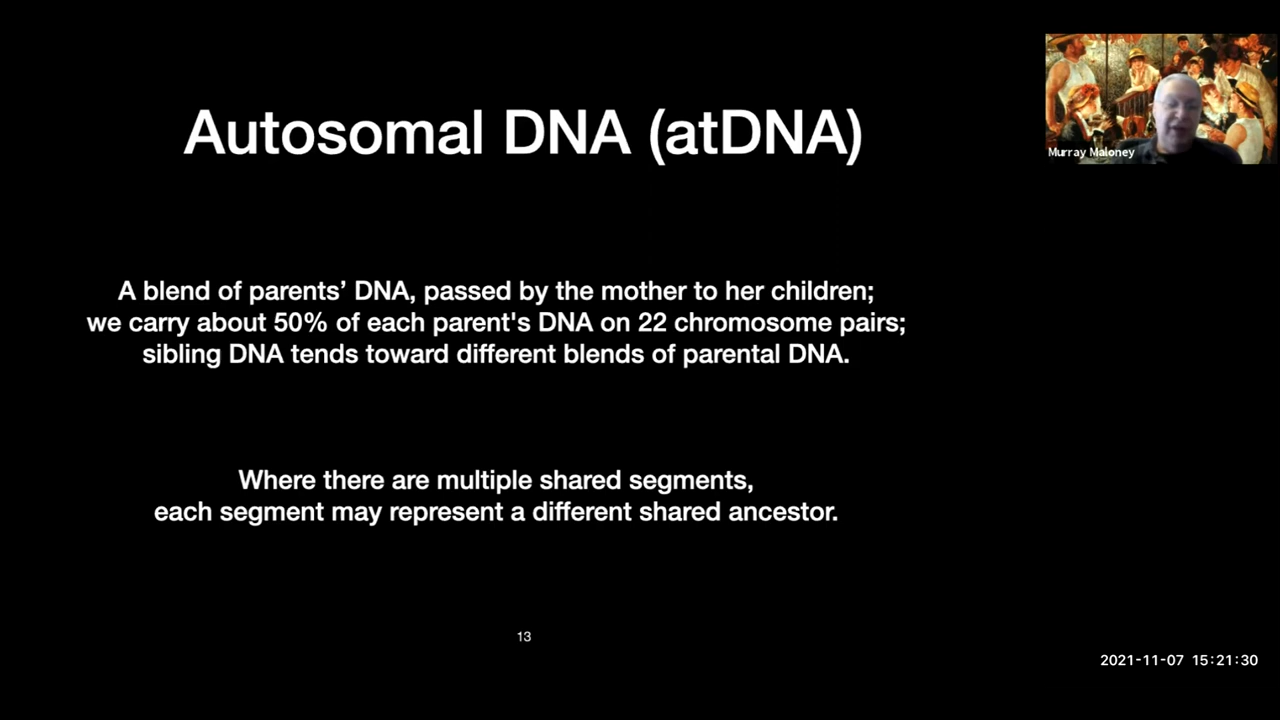 Autosomal DNA (atDNA)
Murray Maloney
A blend of parents’ DNA, passed by the mother to her children;
we carry about 50% of each parent's DNA on 22 chromosome pairs;
sibling DNA tends toward different blends of parental DNA.
Where there are multiple shared segments,
each segment may represent a different shared ancestor.
13
2021-11-07 15:21:30